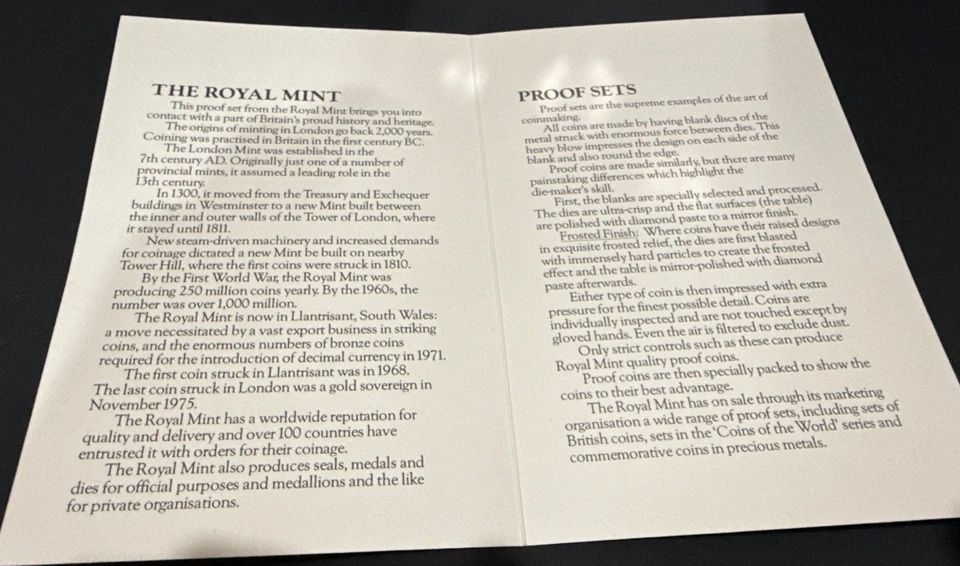 THE ROYAL MINT
This proof set from the Royal Mint brings you into
contact with a part of Britain's proud history and heritage.
The origins of minting in London go back 2,000 years.
Coining was practised in Britain in the first century BC.
The London Mint was established in the
7th century AD. Originally just one of a number of
provincial mints, it assumed a leading role in the
13th century.
In 1300, it moved from the Treasury and Exchequer
buildings in Westminster to a new Mint built between
the inner and outer walls of the Tower of London, where
it stayed until 1811.
New steam-driven machinery and increased demands
for coinage dictated a new Mint be built on nearby
Tower Hill, where the first coins were struck in 1810.
By the First World War, the Royal Mint was
producing 250 million coins yearly. By the 1960s, the
number was over 1,000 million.
The Royal Mint is now in Llantrisant, South Wales:
a move necessitated by a vast export business in striking
coins, and the enormous numbers of bronze coins
required for the introduction of decimal currency in 1971.
The first coin struck in Llantrisant was in 1968.
The last coin struck in London was a gold sovereign in
November 1975.
The Royal Mint has a worldwide reputation for
quality and delivery and over 100 countries have
entrusted it with orders for their coinage.
The Royal Mint also produces seals, medals and
dies for official purposes and medallions and the like
for private organisations.
PROOF SETS
Proof sets are the supreme examples of the art of
coinmaking.
All coins are made by having blank discs of the
metal struck with enormous force between dies. This
heavy blow impresses the design on each side of the
blank and also round the edge.
Proof coins are made similarly, but there are many
painstaking differences which highlight the
die-maker's skill.
First, the blanks are specially selected and processed.
The dies are ultra-crisp and the flat surfaces (the table)
are polished with diamond paste to a mirror finish.
Frosted Finish: Where coins have their raised designs
in exquisite frosted relief, the dies are first blasted
with immensely hard particles to create the frosted
effect and the table is mirror-polished with diamond
paste afterwards.
Either type of coin is then impressed with extra
pressure for the finest possible detail. Coins are
individually inspected and are not touched except by
gloved hands. Even the air is filtered to exclude dust.
Only strict controls such as these can produce
Royal Mint quality proof coins.
Proof coins are then specially packed to show the
coins to their best advantage.
The Royal Mint has on sale through its marketing
organisation a wide range of proof sets, including sets of
British coins, sets in the 'Coins of the World' series and
commemorative coins in precious metals.